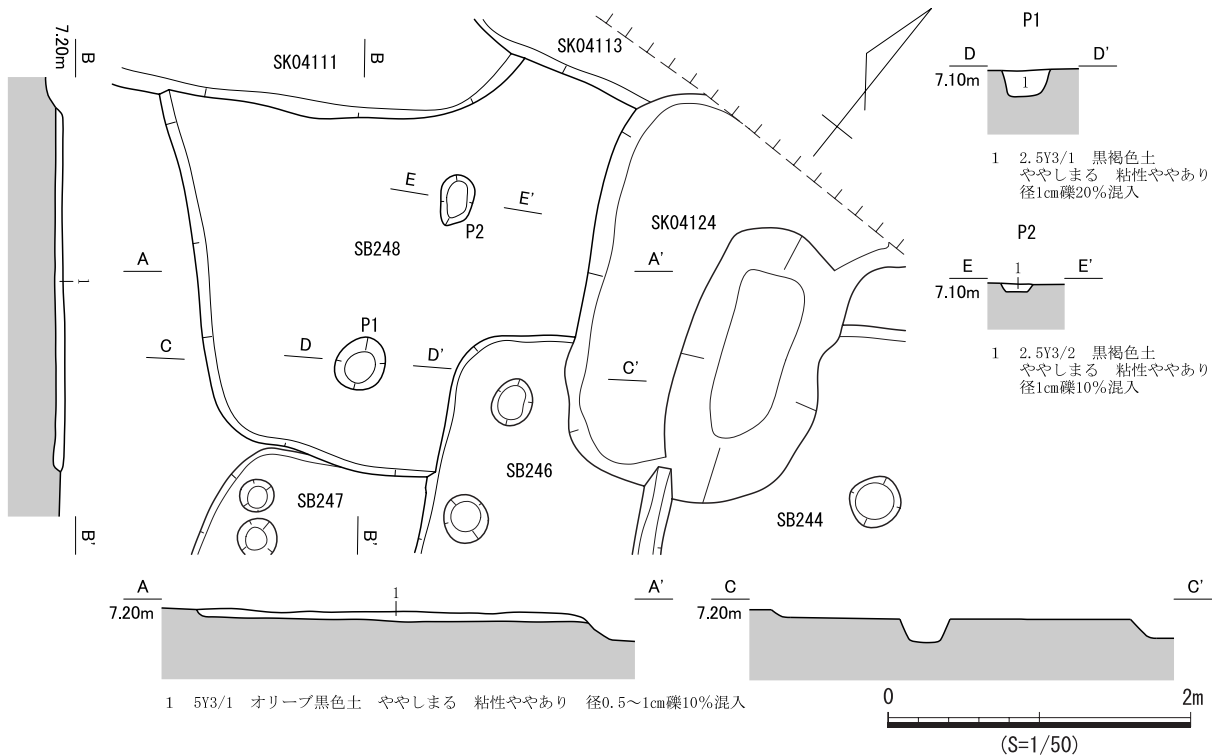 B
7.20m
1
B'
SK04111
B
SK04113
E
E'
P2
SK04124
SB248
A
A'
P1
C
D
D'
C'
SB246
SB247
B'
SB244
P1
D
D'
7.10m
1
1 2.5Y3/1 黒褐色土
ややしまる 粘性ややあり
径1cm礫20%混入
P2
E
1
E'
7.10m
1 2.5Y3/2 黒褐色土
ややしまる 粘性ややあり
径1cm礫10%混入
A
1
A'
7.20m
C
C'
7.20m
1 5Y3/1 オリーブ黒色土 ややしまる 粘性ややあり 径0.5～1cm礫10%混入
0
2m
(S=1/50)